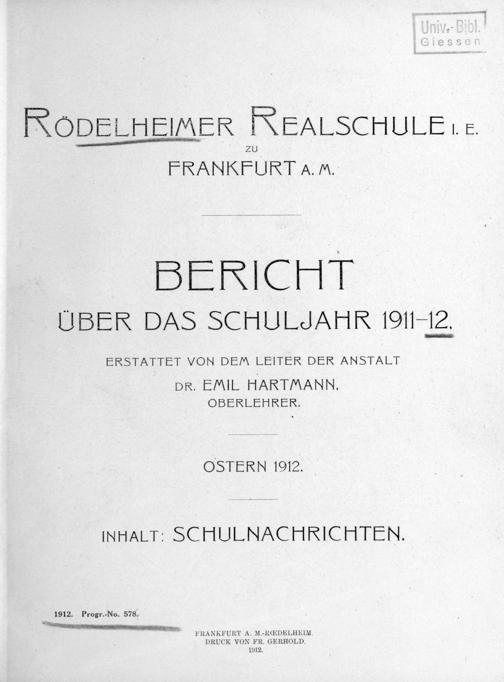 Univ.-Bibl.
Giessen
RÖDELHEIMER REALSCHULE I. E.
ZU
FRANKFURT A. M.
BERICHT
ÜBER DAS SCHULJAHR 1911-12.
ERSTATTET VON DEM LEITER DER ANSTALT
DR. EMIL HARTMANN,
OBERLEHRER.
OSTERN 1912.
INHALT: SCHULNACHRICHTEN.
1912. Progr.-No. 578.
FRANKFURT A. M.-RŒDELHEIM.
DRUCK VON FR. GERHOLD.
1912.